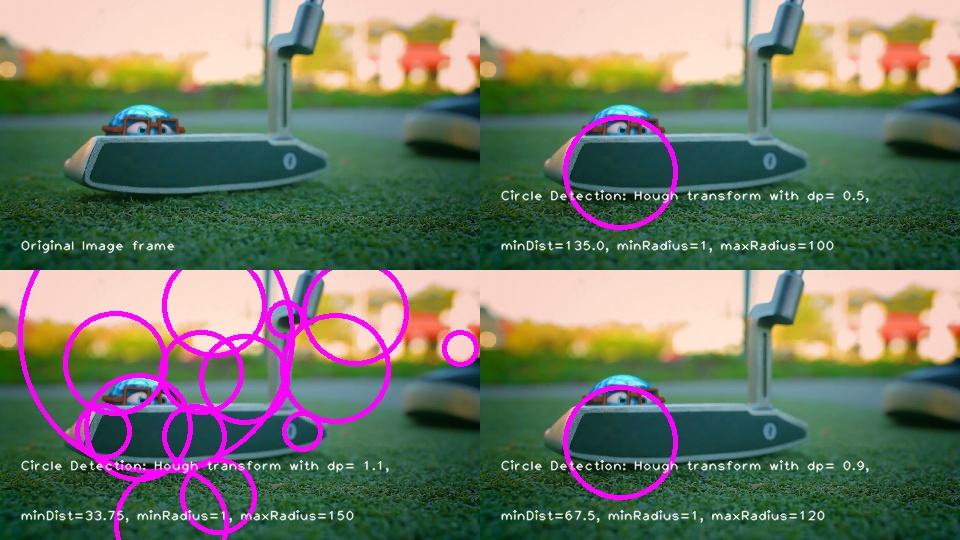 Original Image frame
Circle Detection: Hough transform with dp= 0.5,
minDist=135.0, minRadius=1, maxRadius=100
Circle Detection: Hough transform with dp= 1.1,
minDist=33.75, minRadius=1, maxRadius=150
Circle Detection: Hough transform with dp= 0.9,
minDist=67.5, minRadius=1, maxRadius=120